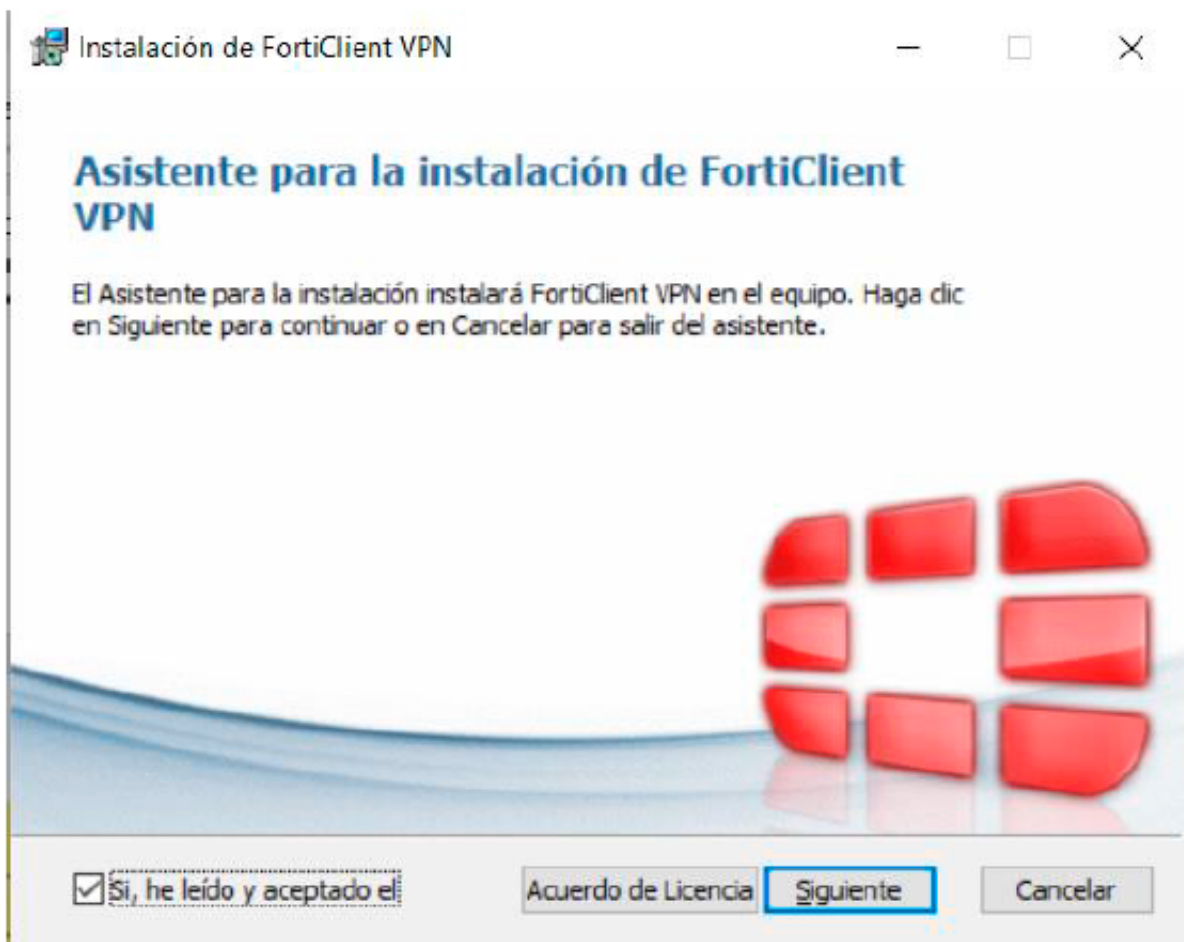 Instalación de FortiClient VPN
Asistente para la instalación de FortiClient
VPN
El Asistente para la instalación instalará FortiClient VPN en el equipo. Haga clic
en Siguiente para continuar o en Cancelar para salir del asistente.
Si, he leído y aceptado el
Acuerdo de Licencia
Siguiente
Cancelar